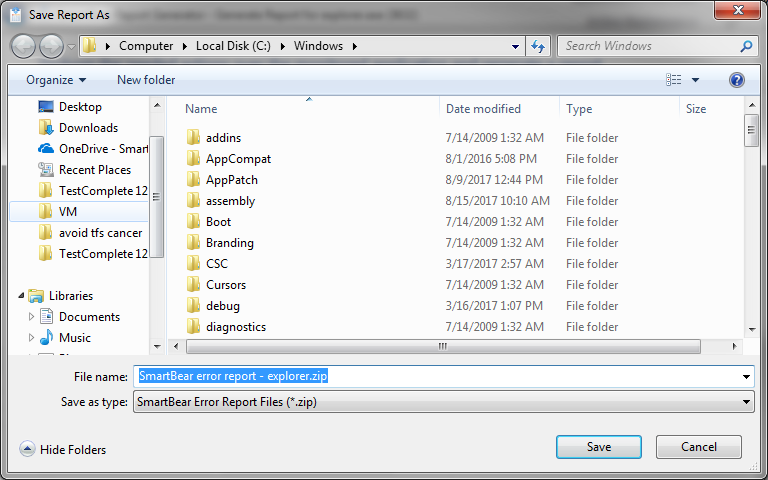 Save Report As
Computer Local Disk (C:) Windows
Search Windows
Organize New folder
Desktop
Downloads
OneDrive - Smart
Recent Places
TestComplete 12
VM
avoid tfs cancer
TestComplete 12
Libraries
Documents
Music
Name Date modified Type Size
addins 7/14/2009 1:32 AM File folder
AppCompat 8/1/2016 5:08 PM File folder
AppPatch 8/9/2017 12:44 PM File folder
assembly 8/15/2017 10:10 AM File folder
Boot 7/14/2009 1:32 AM File folder
Branding 7/14/2009 1:32 AM File folder
CSC 3/17/2017 2:57 AM File folder
Cursors 7/14/2009 1:32 AM File folder
debug 3/16/2017 1:07 PM File folder
diagnostics 7/14/2009 1:32 AM File folder
File name: SmartBear error report - explorer.zip
Save as type: SmartBear Error Report Files (*.zip)
Hide Folders
Save Cancel